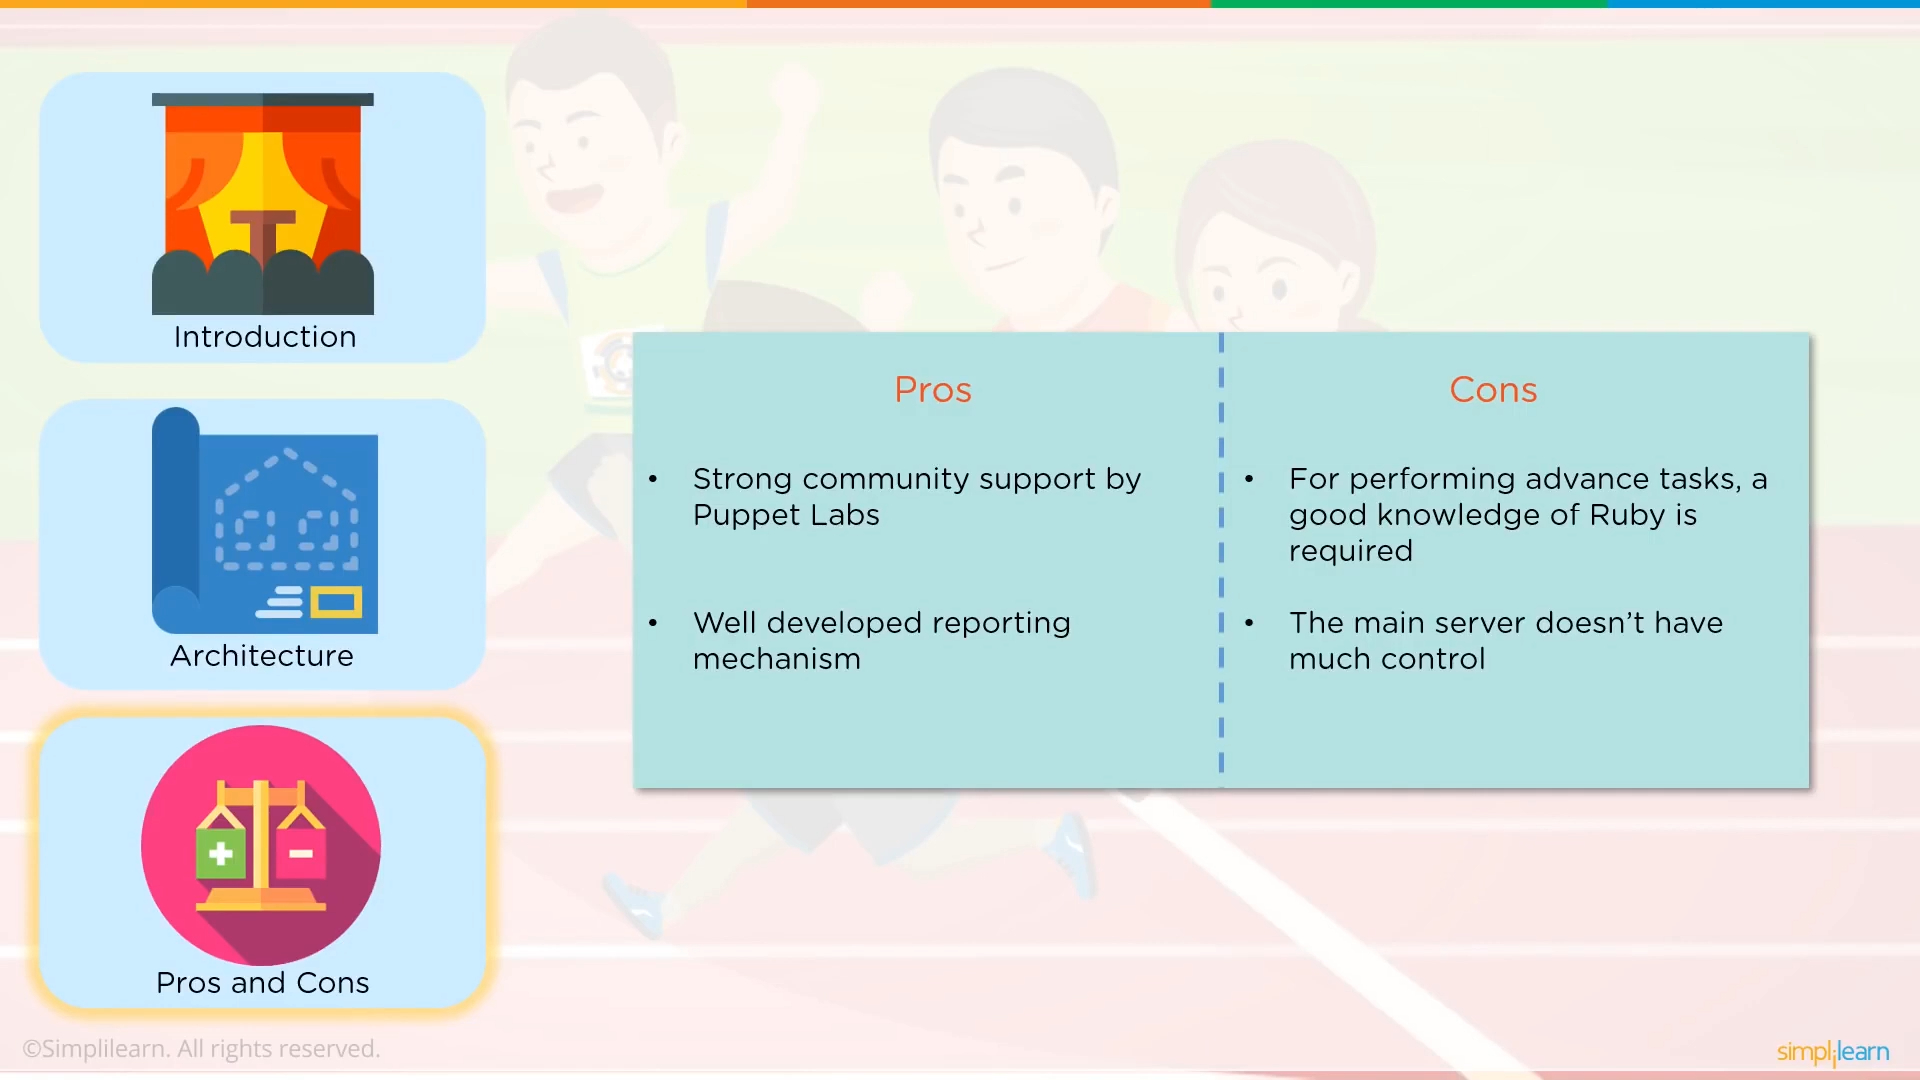 Introduction
Architecture
Pros and Cons
Pros
• Strong community support by
Puppet Labs
• Well developed reporting
mechanism
Cons
• For performing advance tasks, a
good knowledge of Ruby is
required
• The main server doesn’t have
much control
©Simplilearn. All rights reserved.
simplilearn